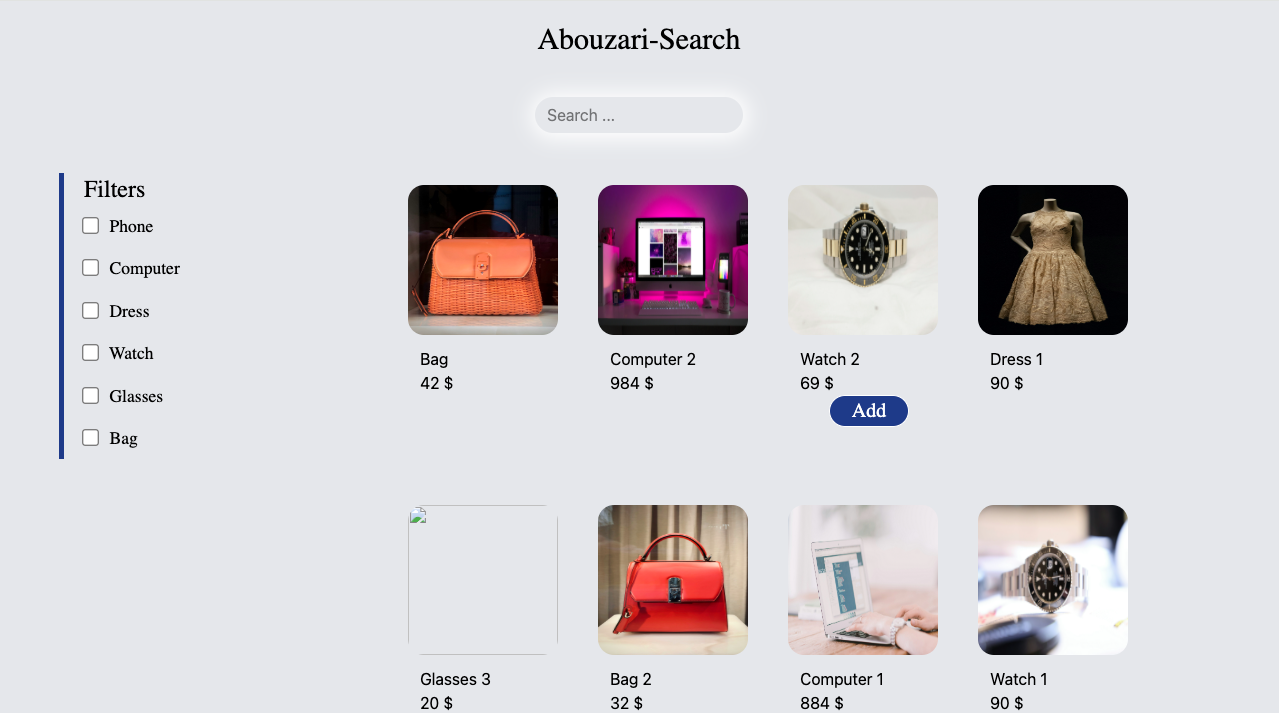 Abouzari-Search
Search ...
Filters
Phone
Computer
Dress
Watch
Glasses
Bag
Bag
42 $
Computer 2
984 $
Watch 2
69 $
Add
Dress 1
90 $
Glasses 3
20 $
Bag 2
32 $
Computer 1
884 $
Watch 1
90 $